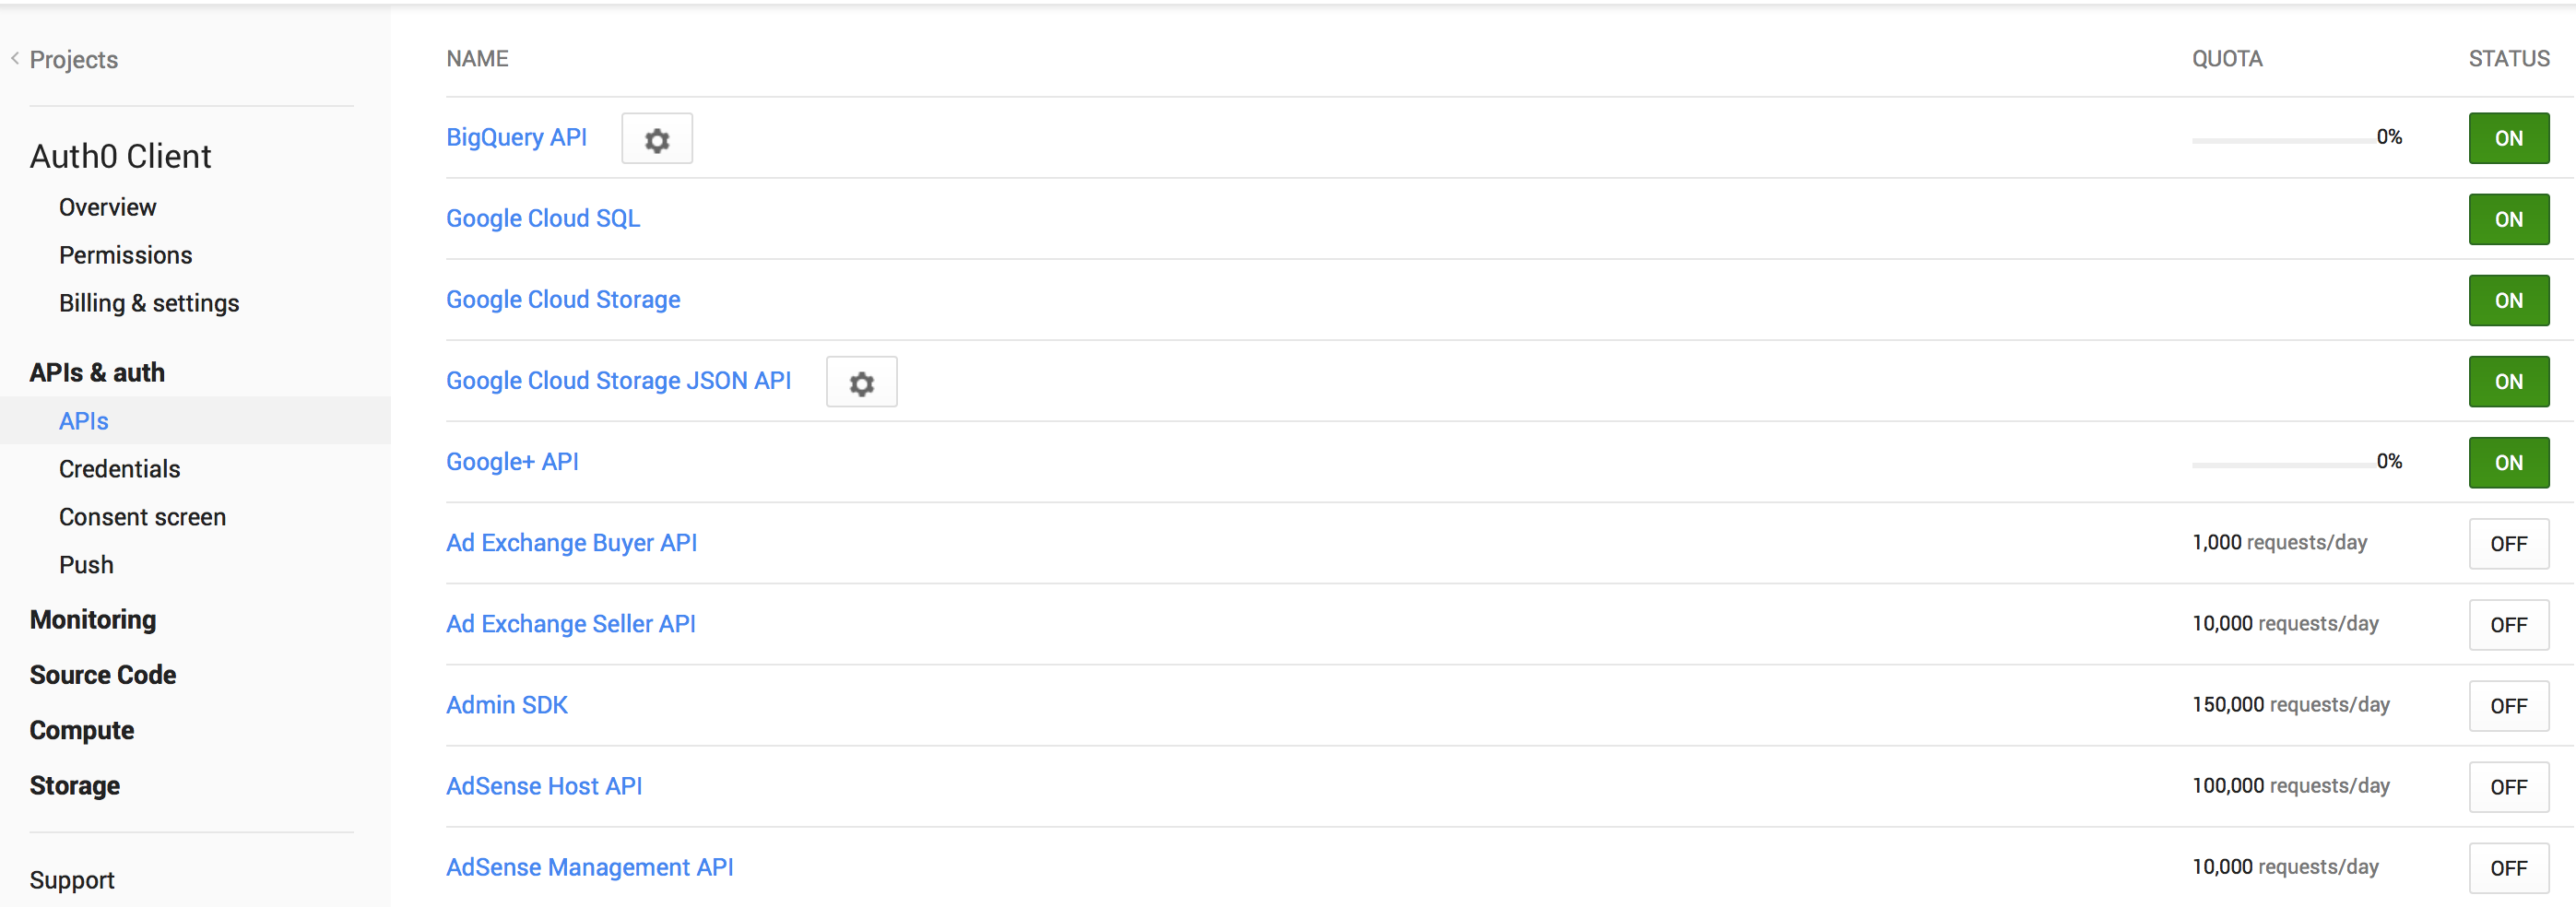 Projects
Auth0 Client
Overview
Permissions
Billing & settings
APIs & auth
APIs
Credentials
Consent screen
Push
Monitoring
Source Code
Compute
Storage
Support
NAME QUOTA STATUS
BigQuery API 0% ON
Google Cloud SQL ON
Google Cloud Storage ON
Google Cloud Storage JSON API ON
Google+ API 0% ON
Ad Exchange Buyer API 1,000 requests/day OFF
Ad Exchange Seller API 10,000 requests/day OFF
Admin SDK 150,000 requests/day OFF
AdSense Host API 100,000 requests/day OFF
AdSense Management API 10,000 requests/day OFF